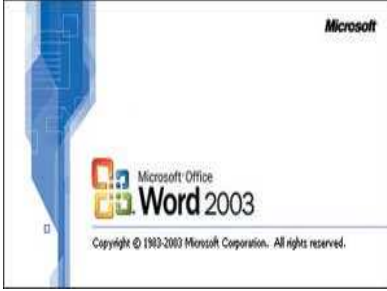 Microsoft
Microsoft Office
Word 2003
Copyright © 1983-2003 Microsoft Corporation. All rights reserved.